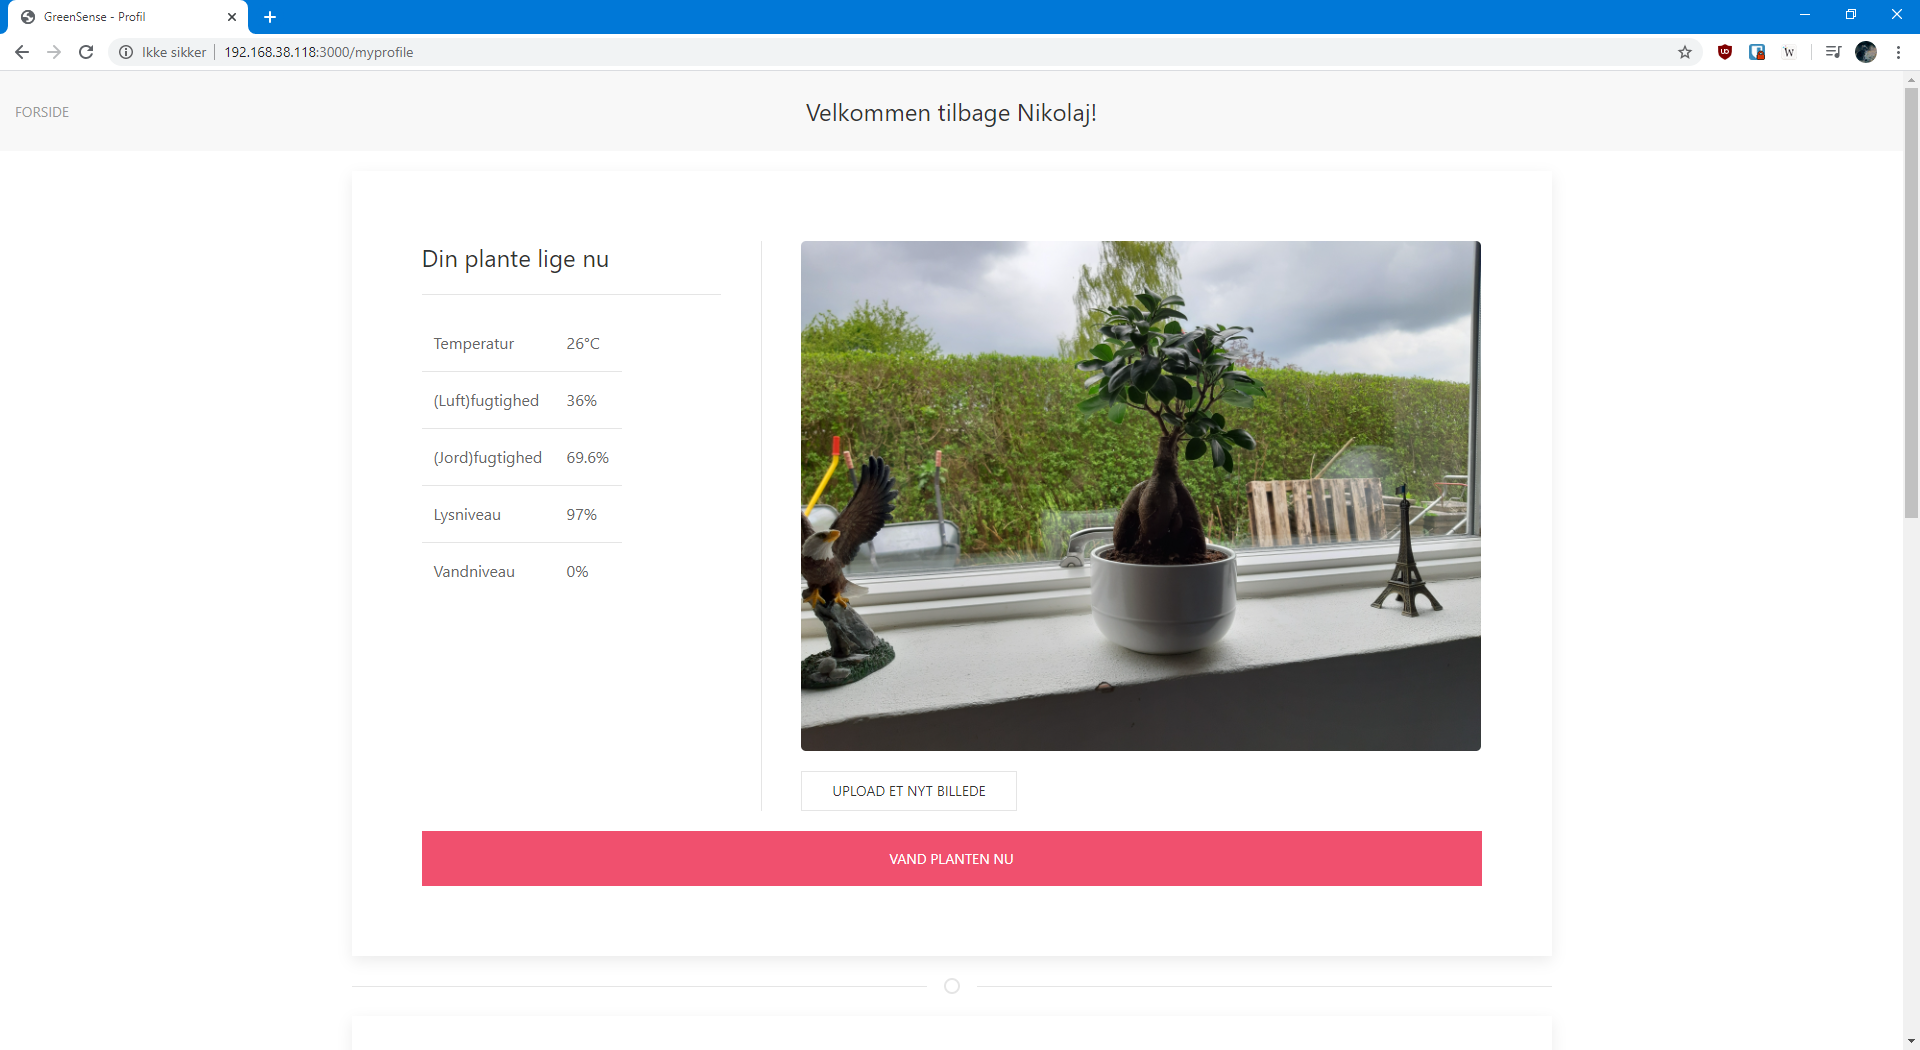 GreenSense - Profil
Ikke sikker
192.168.38.118:3000/myprofile
FORSIDE
Velkommen tilbage Nikolaj!
Din plante lige nu
Temperatur 26°C
(Luft)fugtighed 36%
(Jord)fugtighed 69.6%
Lysniveau 97%
Vandniveau 0%
UPLOAD ET NYT BILLEDE
VAND PLANTEN NU